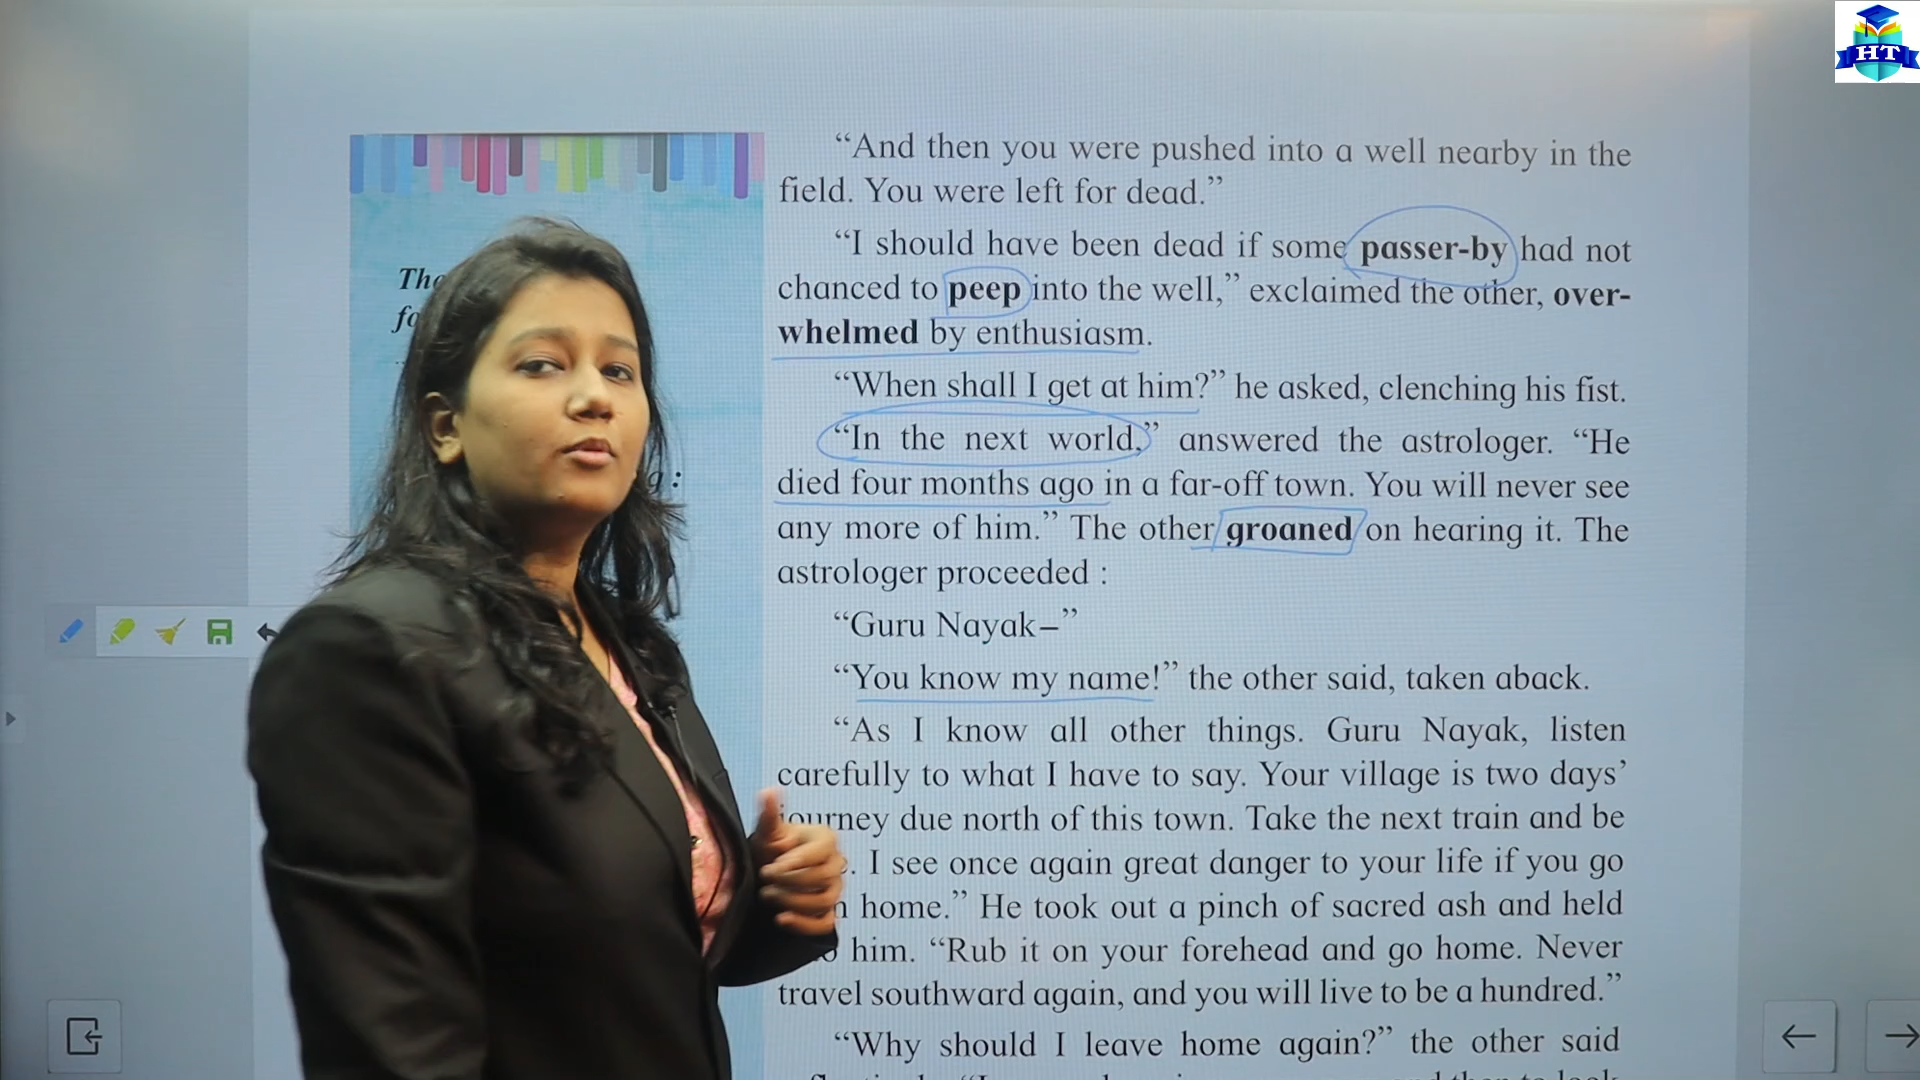 HT
“And then you were pushed into a well nearby in the
field. You were left for dead.”
“I should have been dead if some passer-by had not
chanced to peep into the well,” exclaimed the other, over-
whelmed by enthusiasm.
“When shall I get at him?” he asked, clenching his fist.
“In the next world,” answered the astrologer. “He
died four months ago in a far-off town. You will never see
any more of him.” The other groaned on hearing it. The
astrologer proceeded :
“Guru Nayak–”
“You know my name!” the other said, taken aback.
“As I know all other things. Guru Nayak, listen
carefully to what I have to say. Your village is two days’
journey due north of this town. Take the next train and be
. I see once again great danger to your life if you go
home.” He took out a pinch of sacred ash and held
him. “Rub it on your forehead and go home. Never
travel southward again, and you will live to be a hundred.”
“Why should I leave home again?” the other said